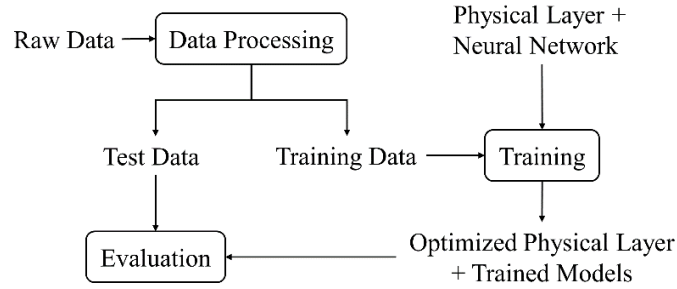 Physical Layer +
Neural Network
Raw Data
Data Processing
Test Data
Training Data
Training
Evaluation
Optimized Physical Layer
+ Trained Models